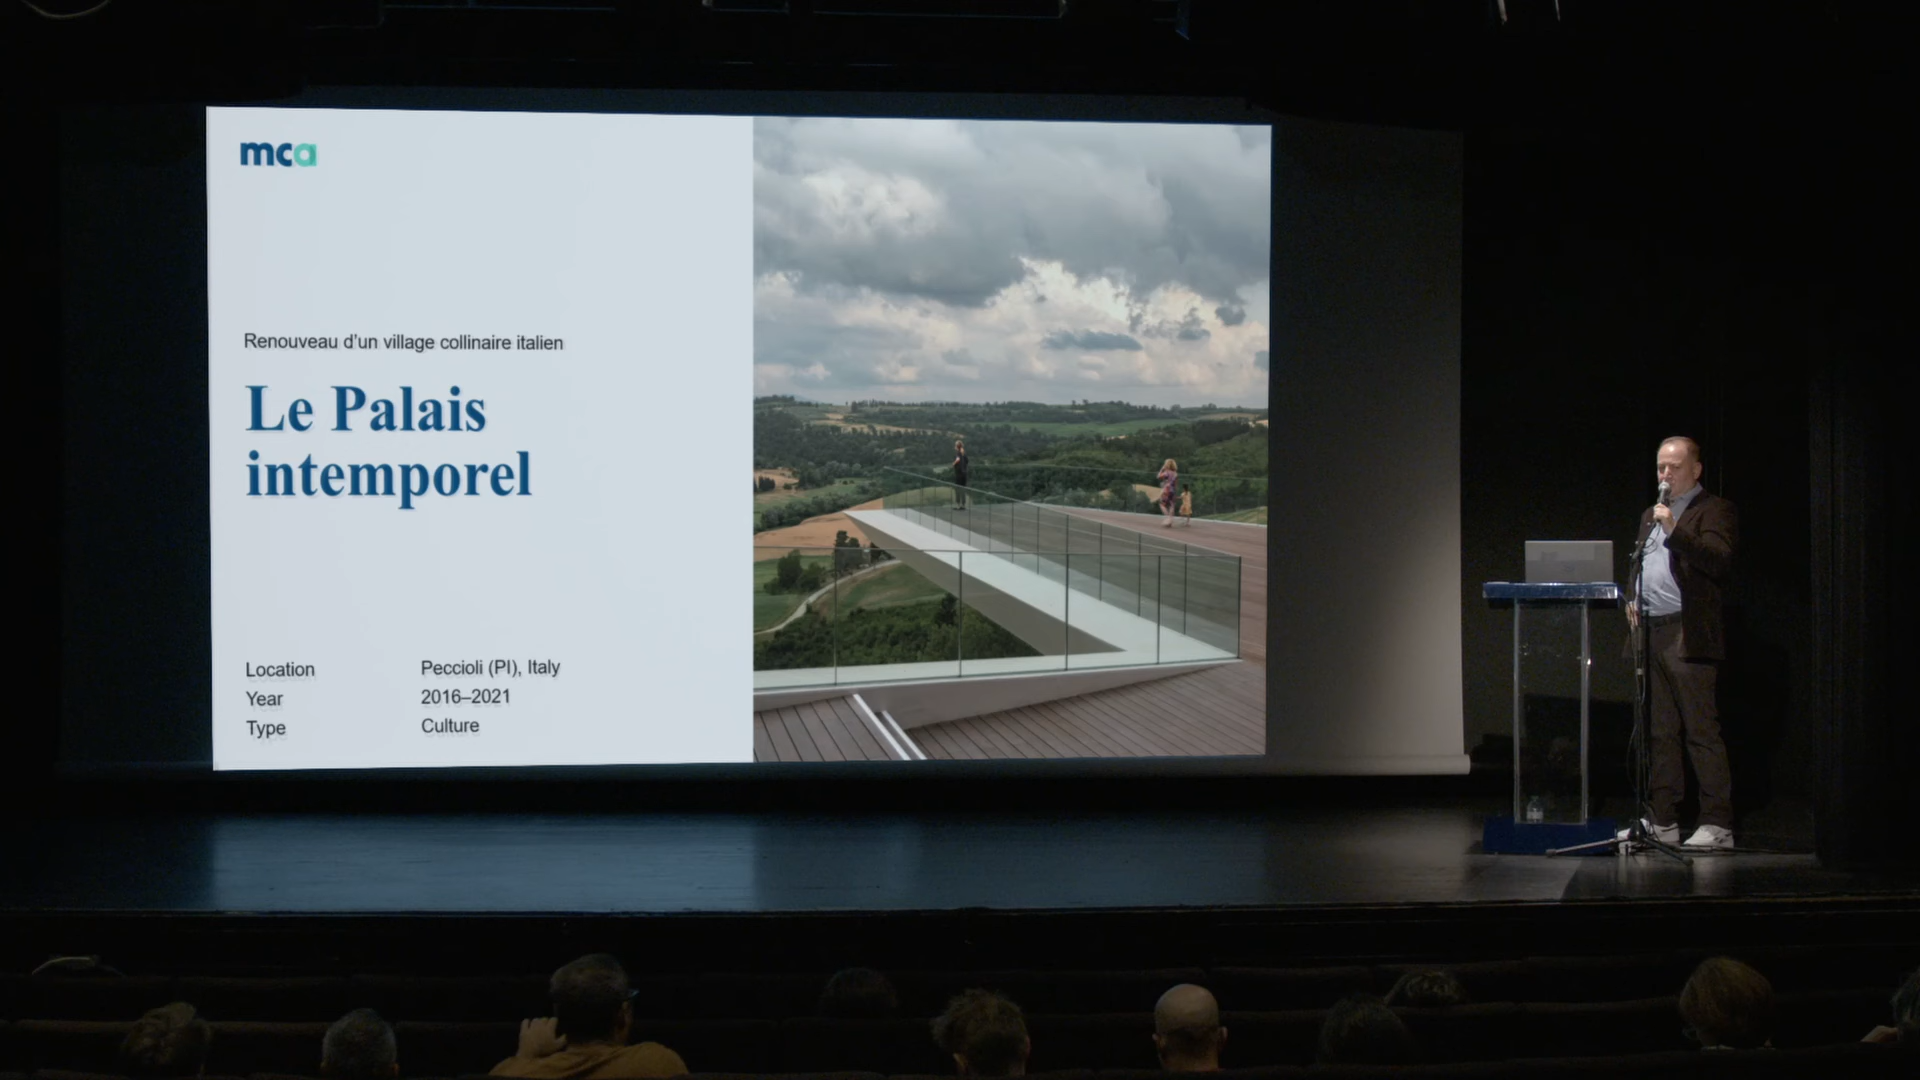 mca
Renouveau d'un village collinaire italien
Le Palais
intemporel
Location Peccioli (PI), Italy
Year 2016–2021
Type Culture